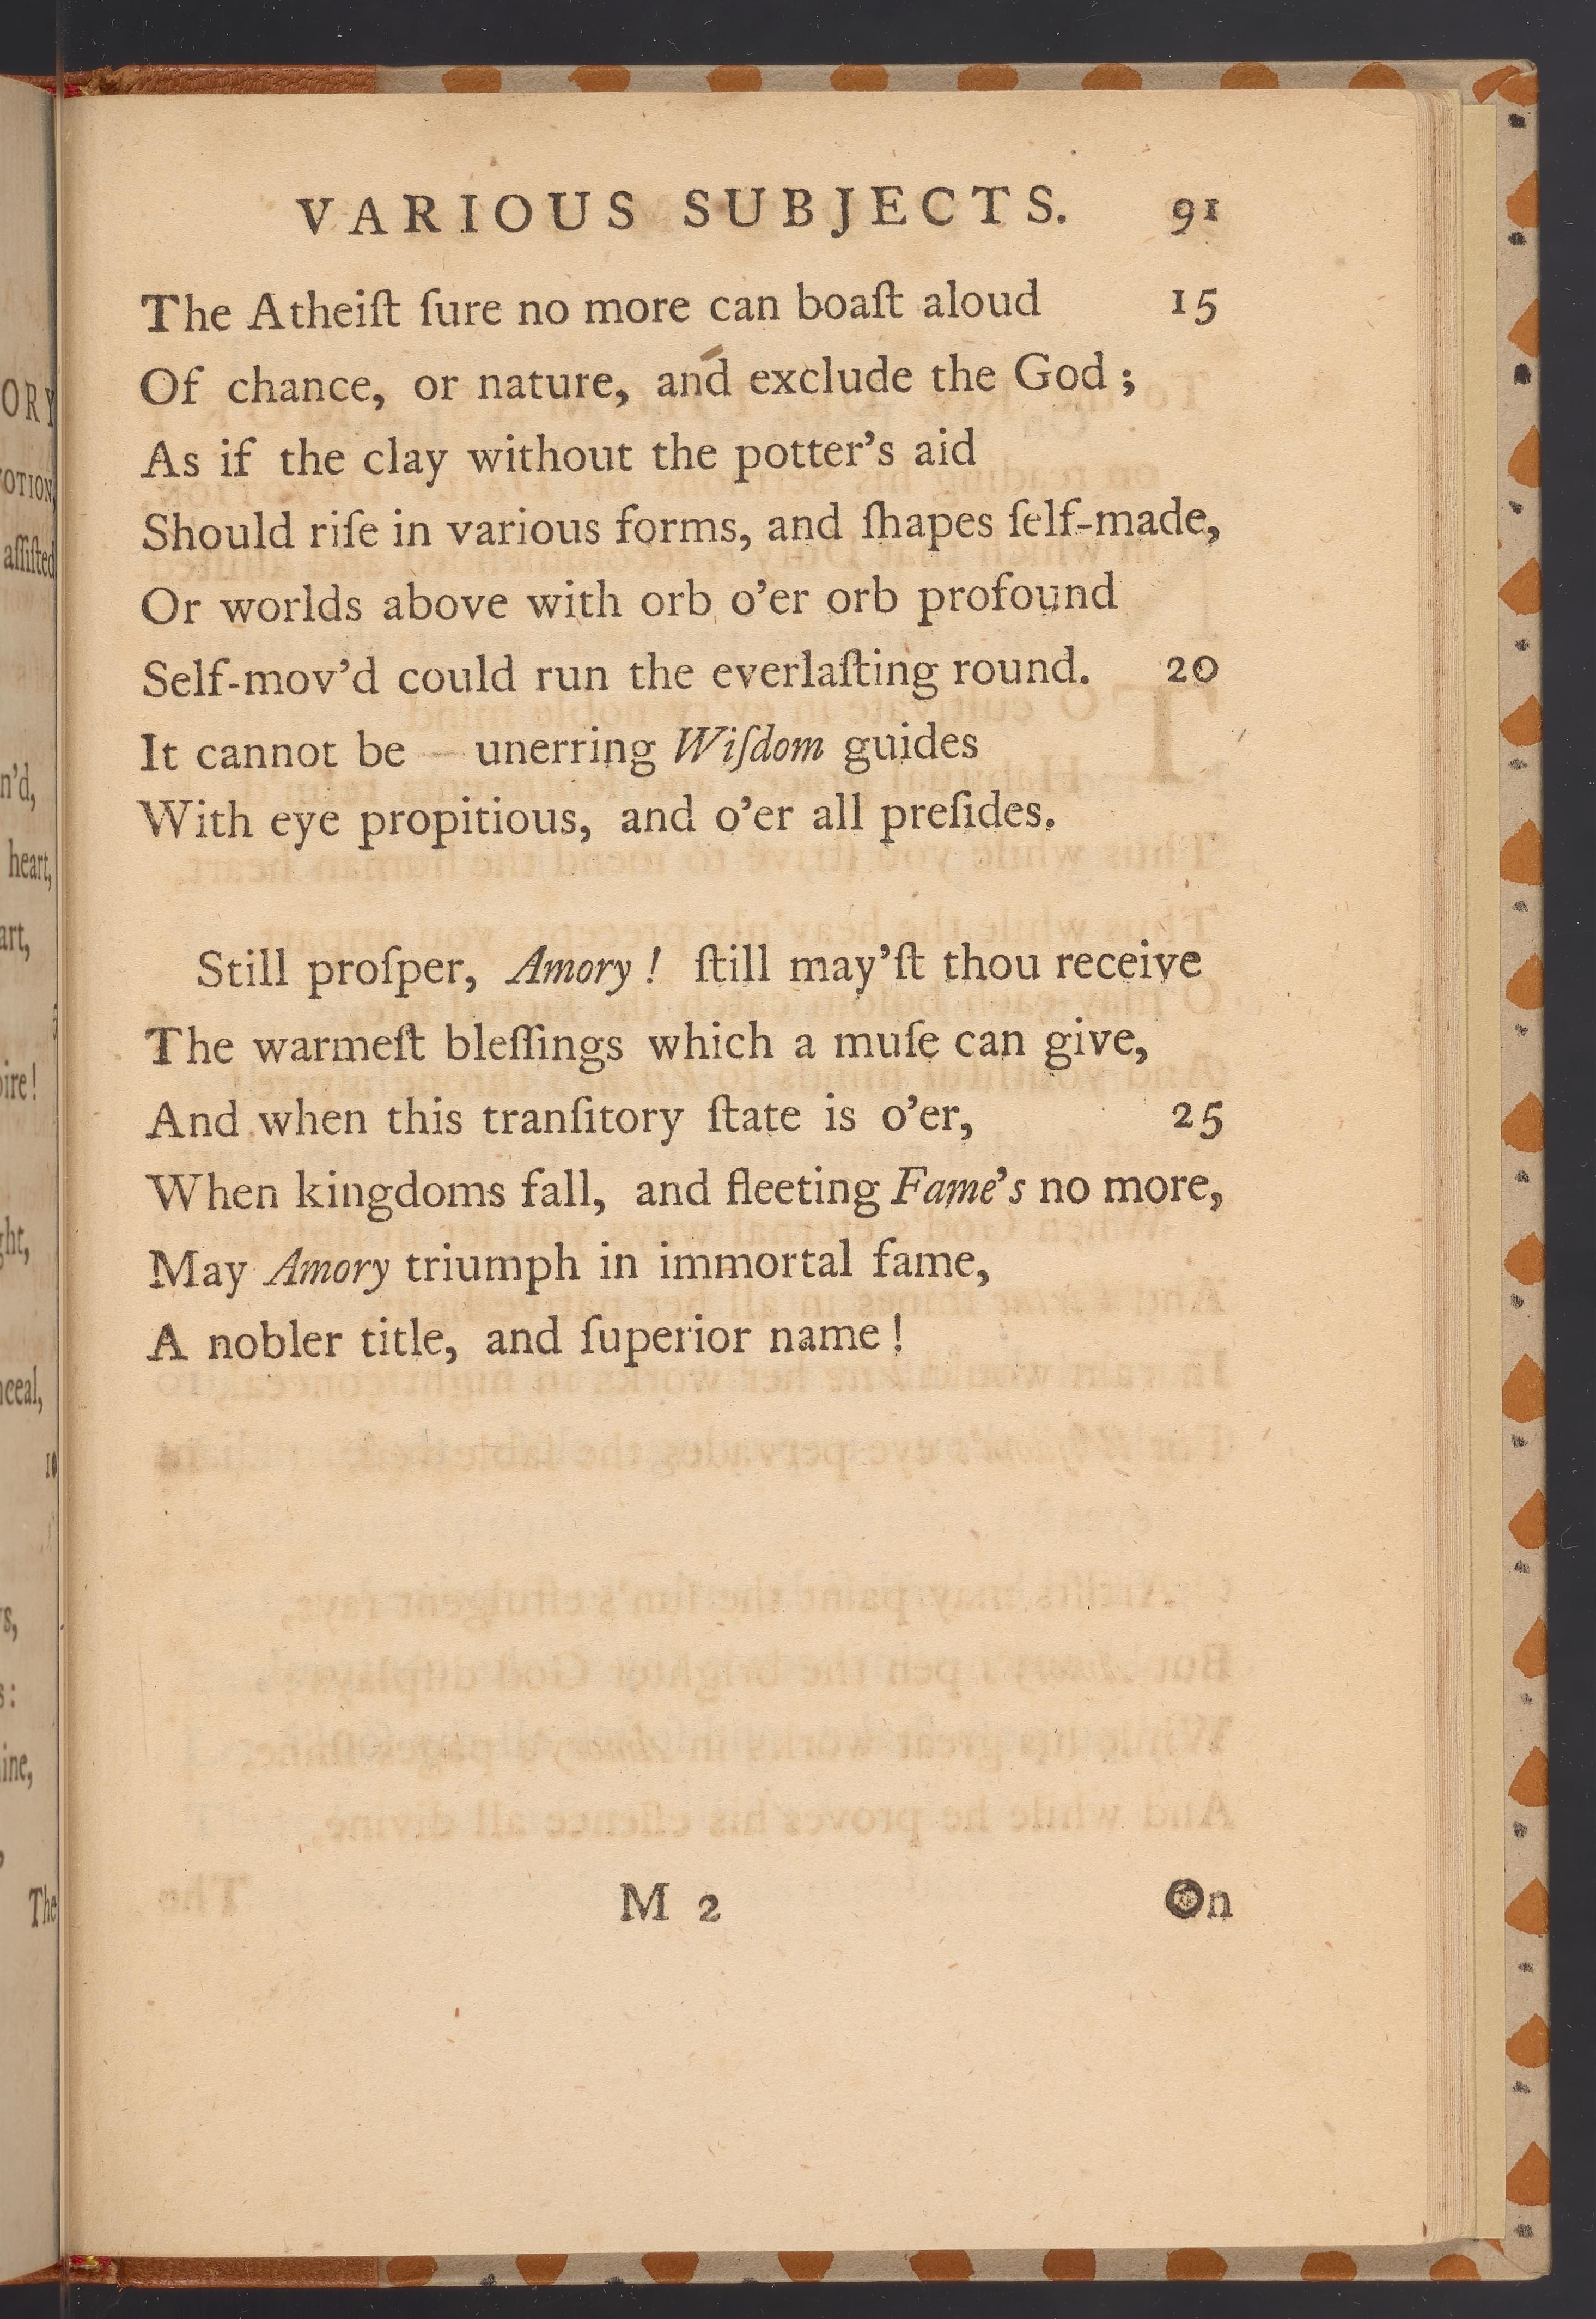 VARIOUS SUBJECTS. 91
The Atheiſt ſure no more can boaſt aloud 15
Of chance, or nature, and exclude the God;
As if the clay without the potter's aid
Should riſe in various forms, and ſhapes ſelf-made,
Or worlds above with orb o'er orb profound
Self-mov'd could run the everlaſting round. 20
It cannot be — unerring Wiſdom guides
With eye propitious, and o'er all preſides.
Still proſper, Amory! ſtill may'ſt thou receive
The warmeſt bleſſings which a muſe can give,
And when this tranſitory ſtate is o'er, 25
When kingdoms fall, and fleeting Fame's no more,
May Amory triumph in immortal fame,
A nobler title, and ſuperior name!
M 2 On